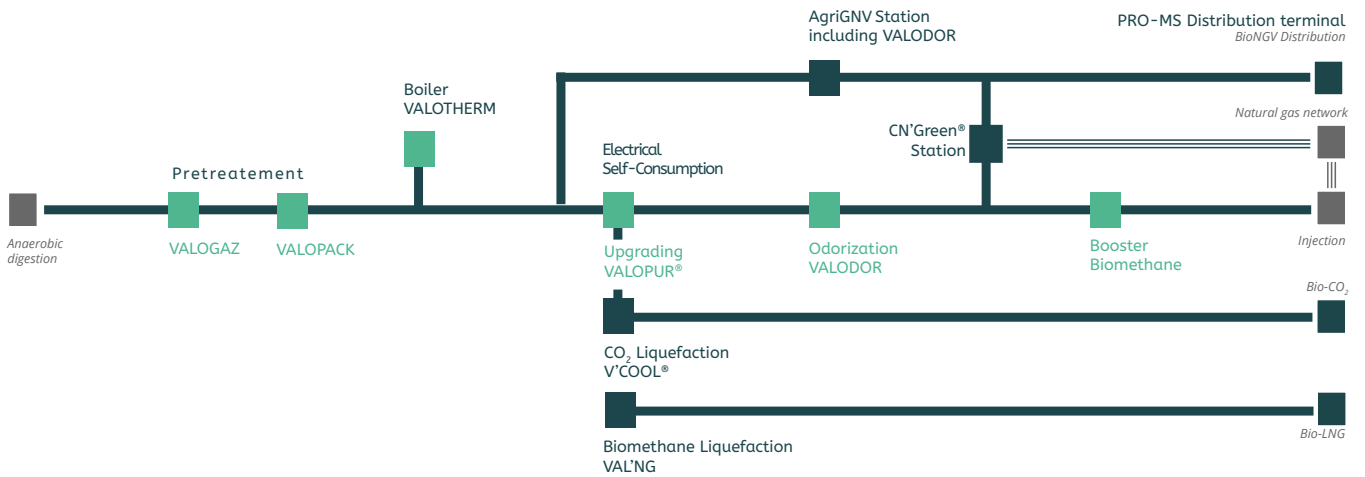 AgriGNV Station
including VALODOR
PRO-MS Distribution terminal
BioNGV Distribution
Boiler
VALOTHERM
Natural gas network
CN'Green®
Station
Electrical
Self-Consumption
Pretreatement
Anaerobic
digestion
VALOGAZ
VALOPACK
Upgrading
VALOPUR®
Odorization
VALODOR
Booster
Biomethane
Injection
Bio-CO₂
CO₂ Liquefaction
V'COOL®
Bio-LNG
Biomethane Liquefaction
VAL'NG